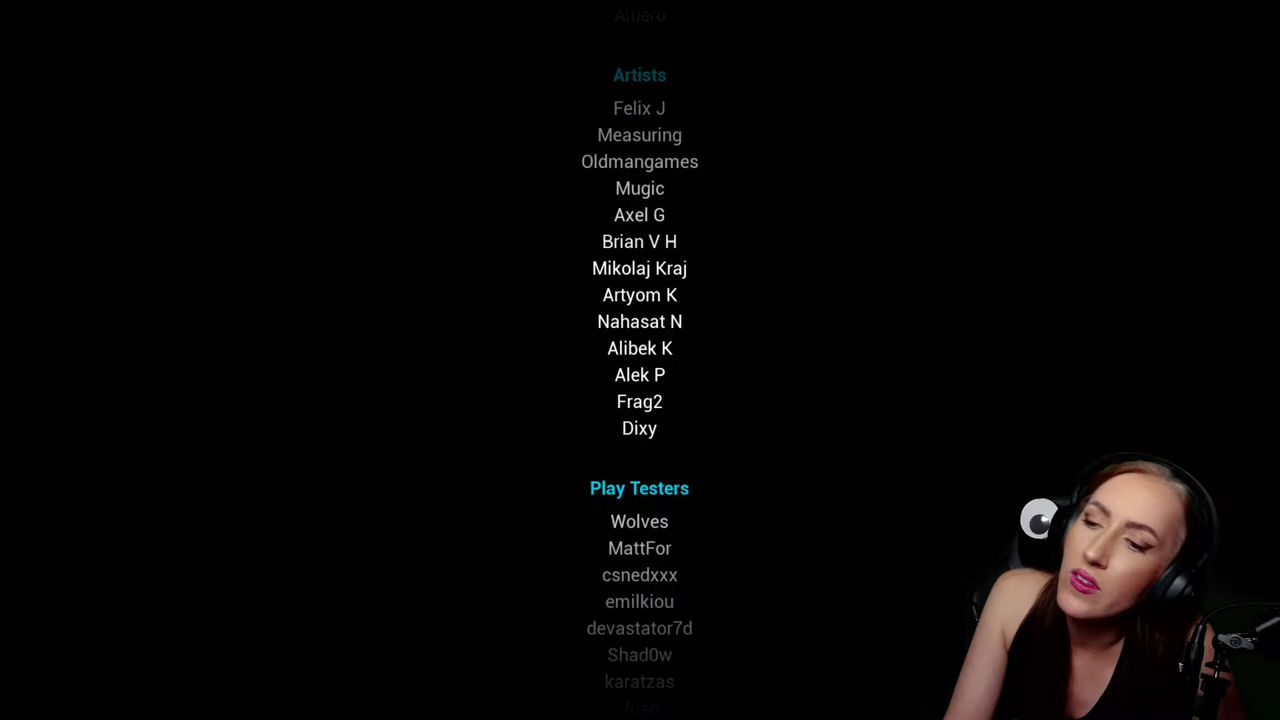 Altiero
Artists
Felix J
Measuring
Oldmangames
Mugic
Axel G
Brian V H
Mikolaj Kraj
Artyom K
Nahasat N
Alibek K
Alek P
Frag2
Dixy
Play Testers
Wolves
MattFor
csnedxxx
emilkiou
devastator7d
Shad0w
karatzas